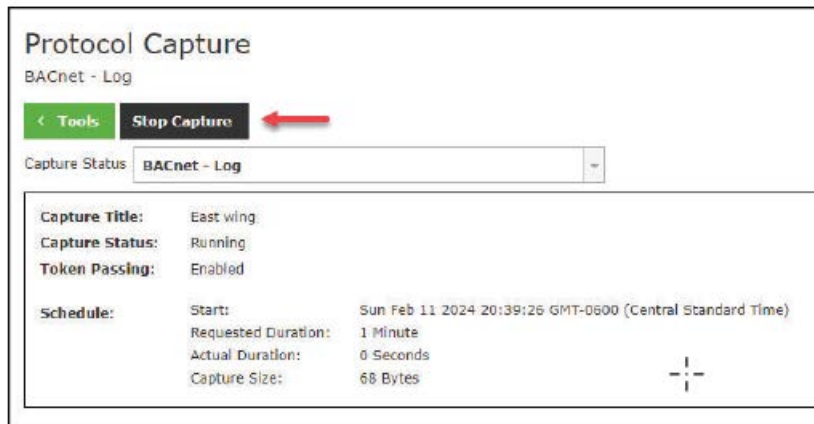 Protocol Capture
BACnet - Log
< Tools Stop Capture
Capture Status BACnet - Log
Capture Title: East wing
Capture Status: Running
Token Passing: Enabled
Schedule: Start: Sun Feb 11 2024 20:39:26 GMT-0600 (Central Standard Time)
Requested Duration: 1 Minute
Actual Duration: 0 Seconds
Capture Size: 68 Bytes